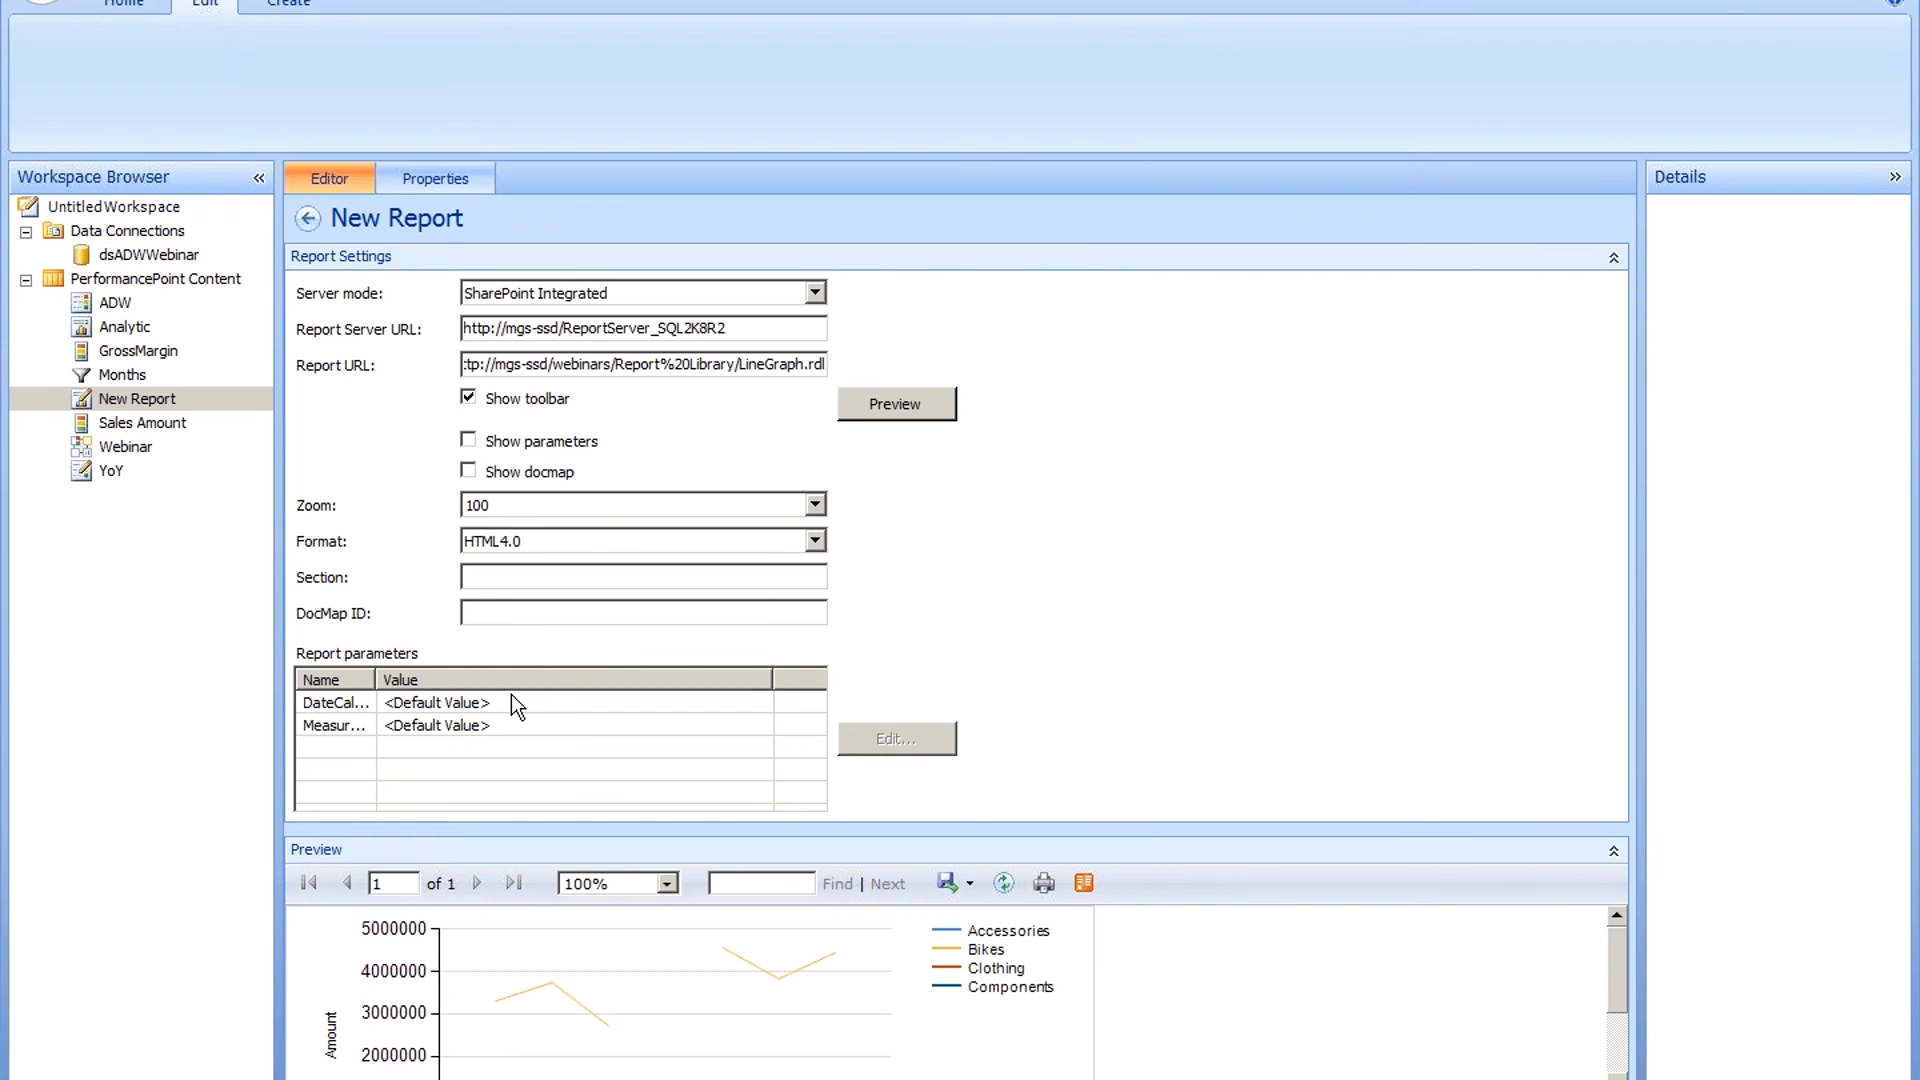 Home Edit Create
Workspace Browser «
Editor Properties
Details »
UntitledWorkspace
Data Connections
dsADWWebinar
PerformancePoint Content
ADW
Analytic
GrossMargin
Months
New Report
Sales Amount
Webinar
YoY
New Report
Report Settings
Server mode: SharePoint Integrated
Report Server URL: http://mgs-ssd/ReportServer_SQL2K8R2
Report URL: :tp://mgs-ssd/webinars/Report%20Library/LineGraph.rdl
Show toolbar
Preview
Show parameters
Show docmap
Zoom: 100
Format: HTML4.0
Section:
DocMap ID:
Report parameters
Name Value
DateCal... <Default Value>
Measur... <Default Value>
Edit...
Preview
1 of 1 100% Find | Next
5000000
4000000
3000000
2000000
Amount
Accessories
Bikes
Clothing
Components